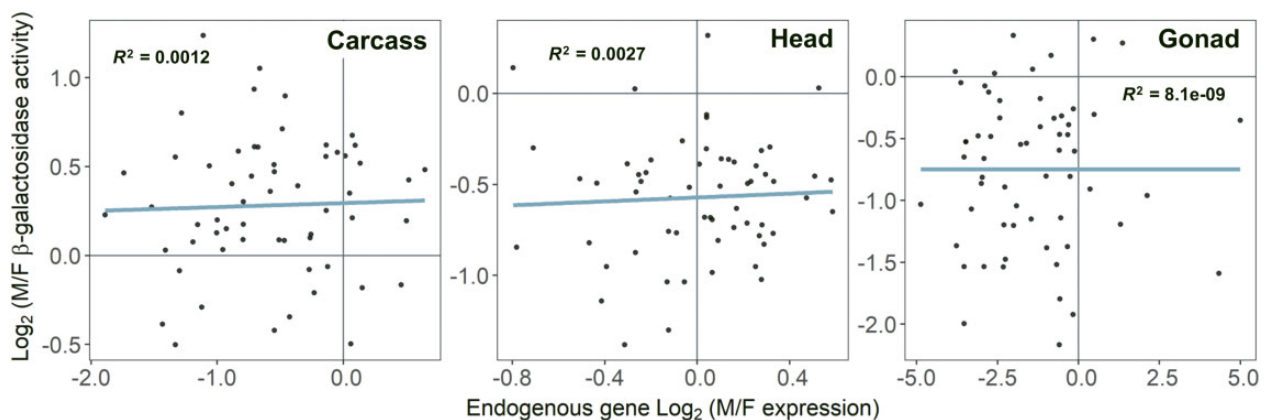 Log₂ (M/F β-galactosidase activity)
Carcass
R² = 0.0012
1.0
0.5
0.0
-0.5
-2.0 -1.0 0.0
Head
R² = 0.0027
0.0
-0.5
-1.0
-0.8 -0.4 0.0 0.4
Gonad
R² = 8.1e-09
0.0
-0.5
-1.0
-1.5
-2.0
-5.0 -2.5 0.0 2.5 5.0
Endogenous gene Log₂ (M/F expression)